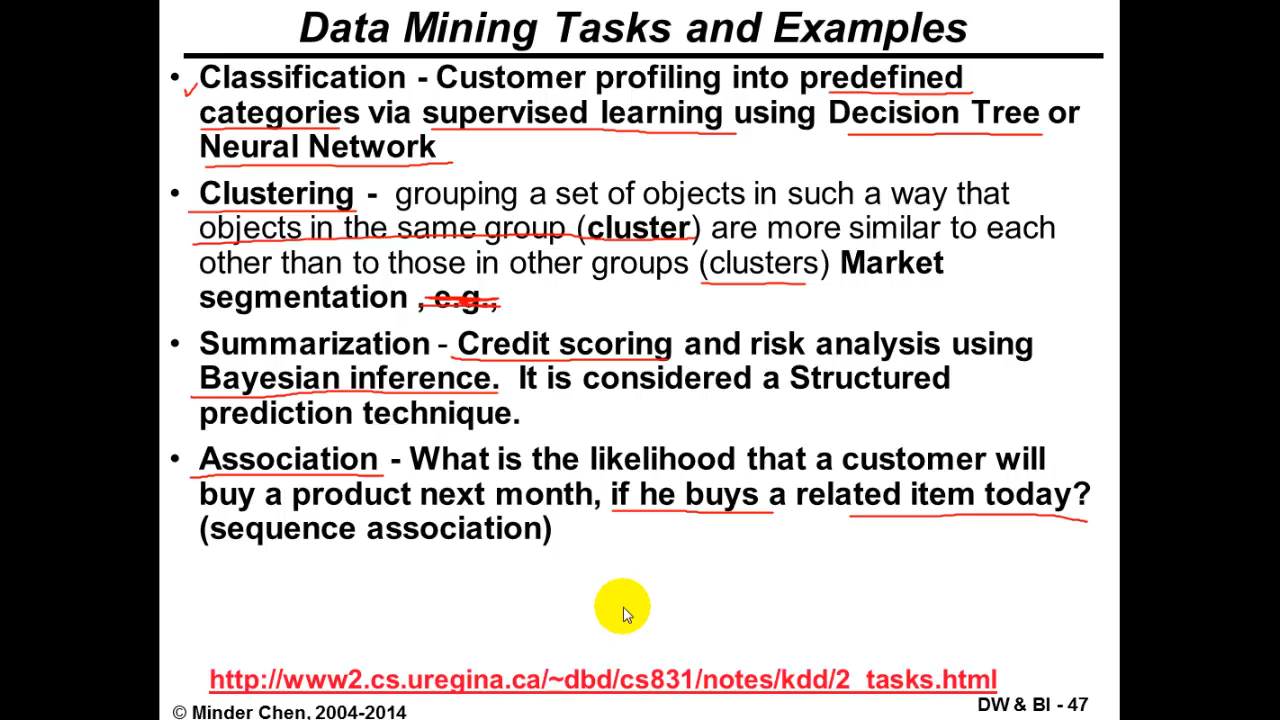 Data Mining Tasks and Examples
• Classification - Customer profiling into predefined
categories via supervised learning using Decision Tree or
Neural Network
• Clustering - grouping a set of objects in such a way that
objects in the same group (cluster) are more similar to each
other than to those in other groups (clusters) Market
segmentation , e.g.,
• Summarization - Credit scoring and risk analysis using
Bayesian inference. It is considered a Structured
prediction technique.
• Association - What is the likelihood that a customer will
buy a product next month, if he buys a related item today?
(sequence association)
http://www2.cs.uregina.ca/~dbd/cs831/notes/kdd/2_tasks.html
© Minder Chen, 2004-2014
DW & BI - 47